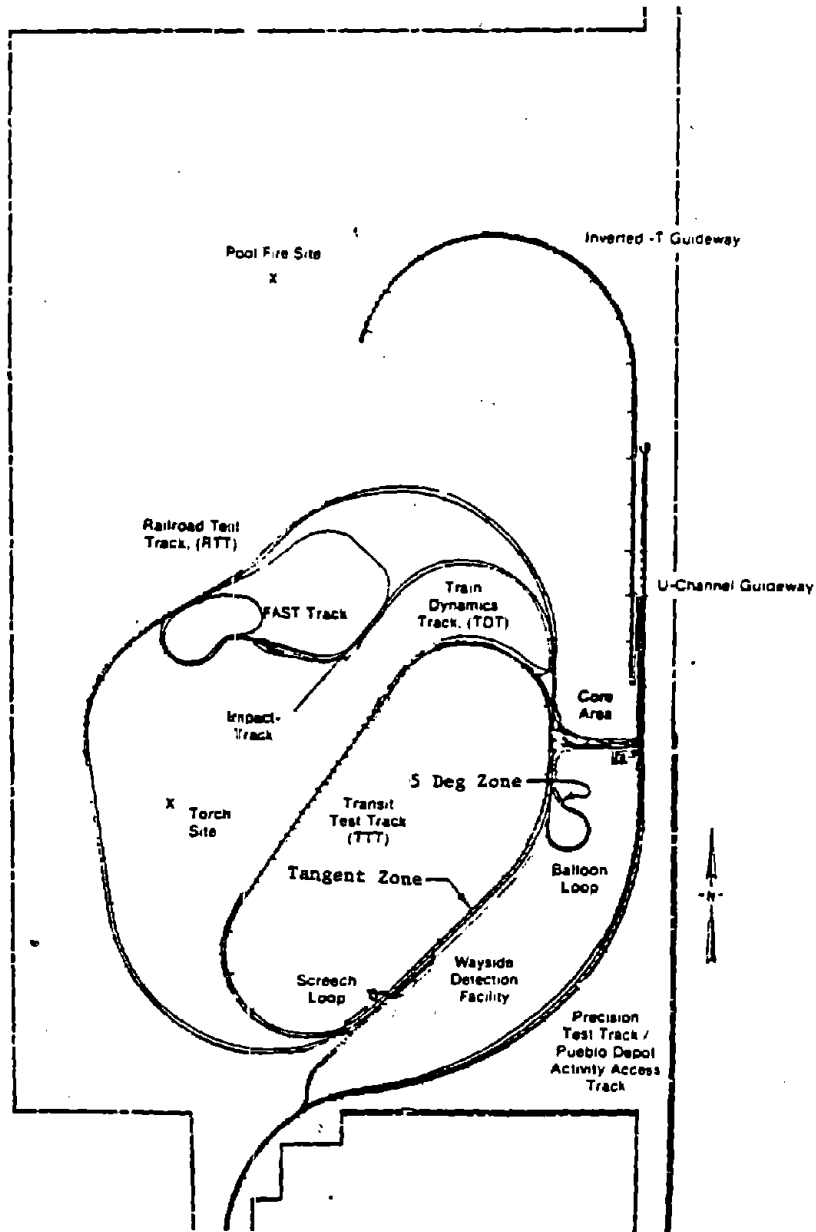 Inverted -T Guideway
Pool Fire Site
X
Railroad Test
Track, (RTT)
U-Channel Guideway
FAST Track
Train
Dynamics
Track, (TDT)
Impact-
Track
Core
Area
5 Deg Zone
X
Torch
Site
Transit
Test Track
(TTT)
Balloon
Loop
Tangent Zone
-N-
Screech
Loop
Wayside
Detection
Facility
Precision
Test Track /
Pueblo Depot
Activity Access
Track